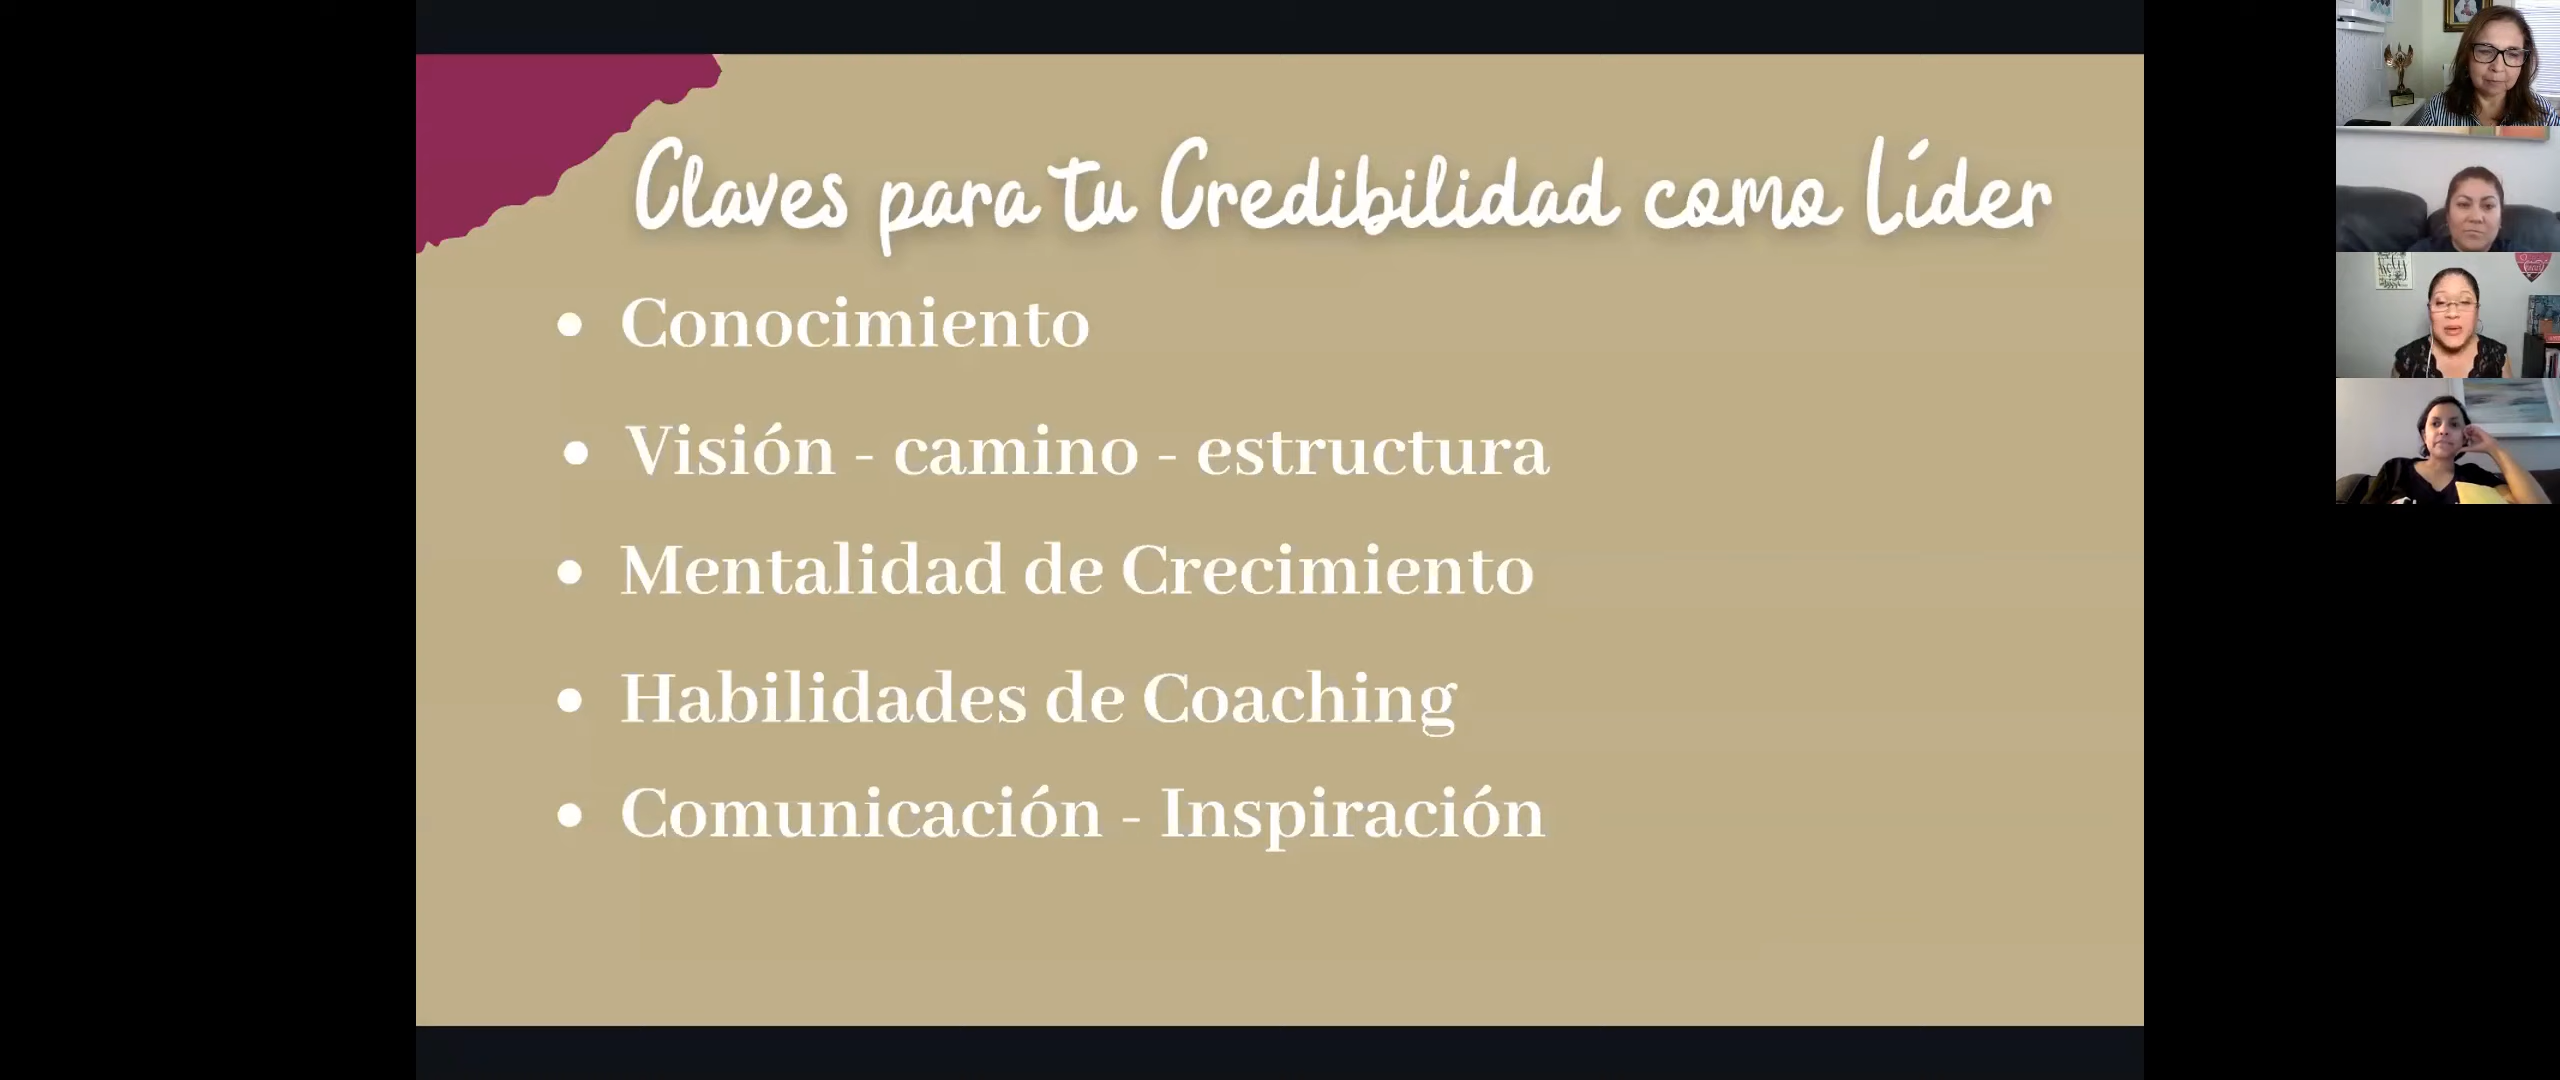 Claves para tu Credibilidad como Líder
• Conocimiento
• Visión - camino - estructura
• Mentalidad de Crecimiento
• Habilidades de Coaching
• Comunicación - Inspiración